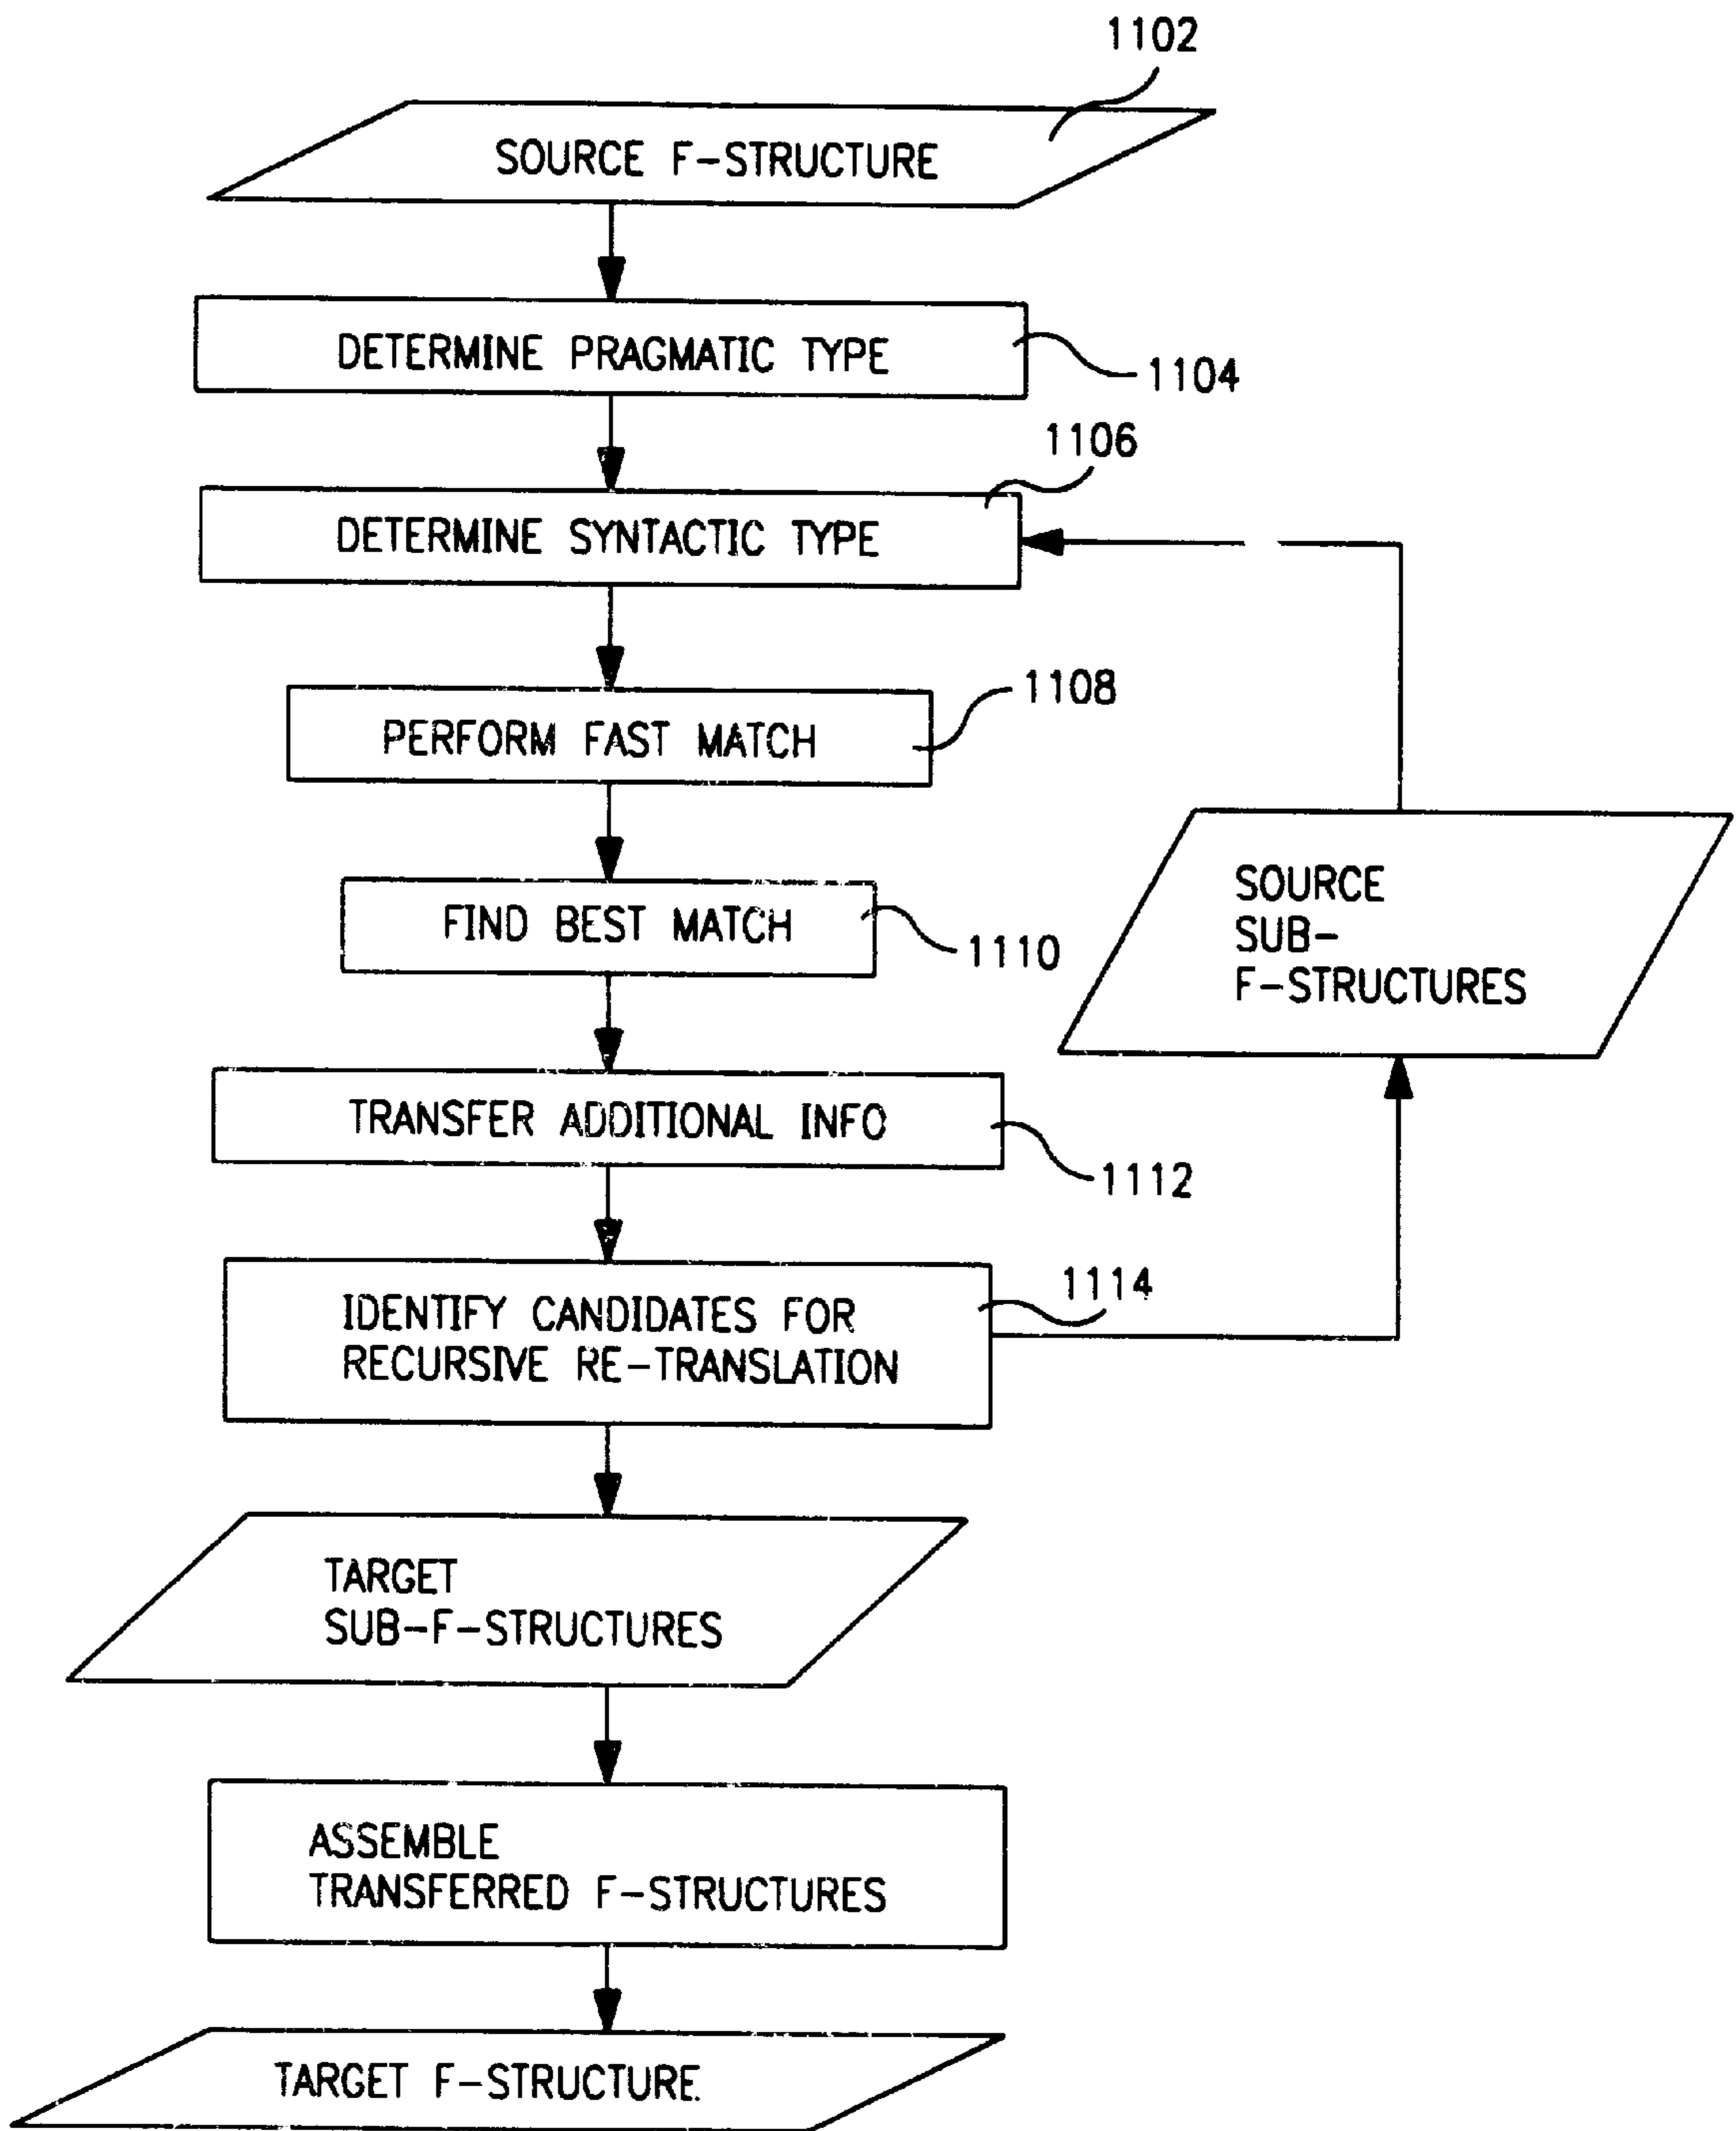 1102
SOURCE F-STRUCTURE
DETERMINE PRAGMATIC TYPE
1104
1106
DETERMINE SYNTACTIC TYPE
1108
PERFORM FAST MATCH
FIND BEST MATCH
1110
SOURCE
SUB-
F-STRUCTURES
TRANSFER ADDITIONAL INFO
1112
1114
IDENTIFY CANDIDATES FOR
RECURSIVE RE-TRANSLATION
TARGET
SUB-F-STRUCTURES
ASSEMBLE
TRANSFERRED F-STRUCTURES
TARGET F-STRUCTURE